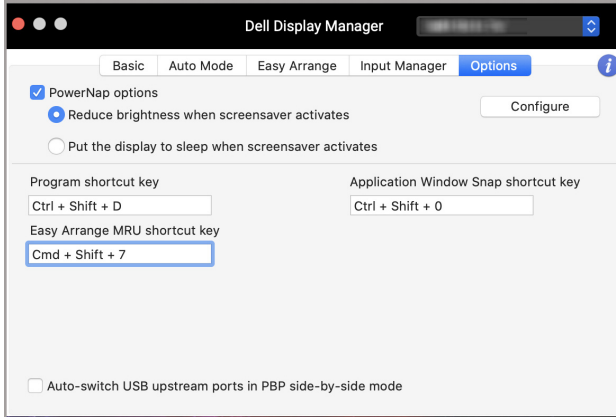 Dell Display Manager
Basic Auto Mode Easy Arrange Input Manager Options i
PowerNap options
Configure
Reduce brightness when screensaver activates
Put the display to sleep when screensaver activates
Program shortcut key Application Window Snap shortcut key
Ctrl + Shift + D Ctrl + Shift + 0
Easy Arrange MRU shortcut key
Cmd + Shift + 7
Auto-switch USB upstream ports in PBP side-by-side mode